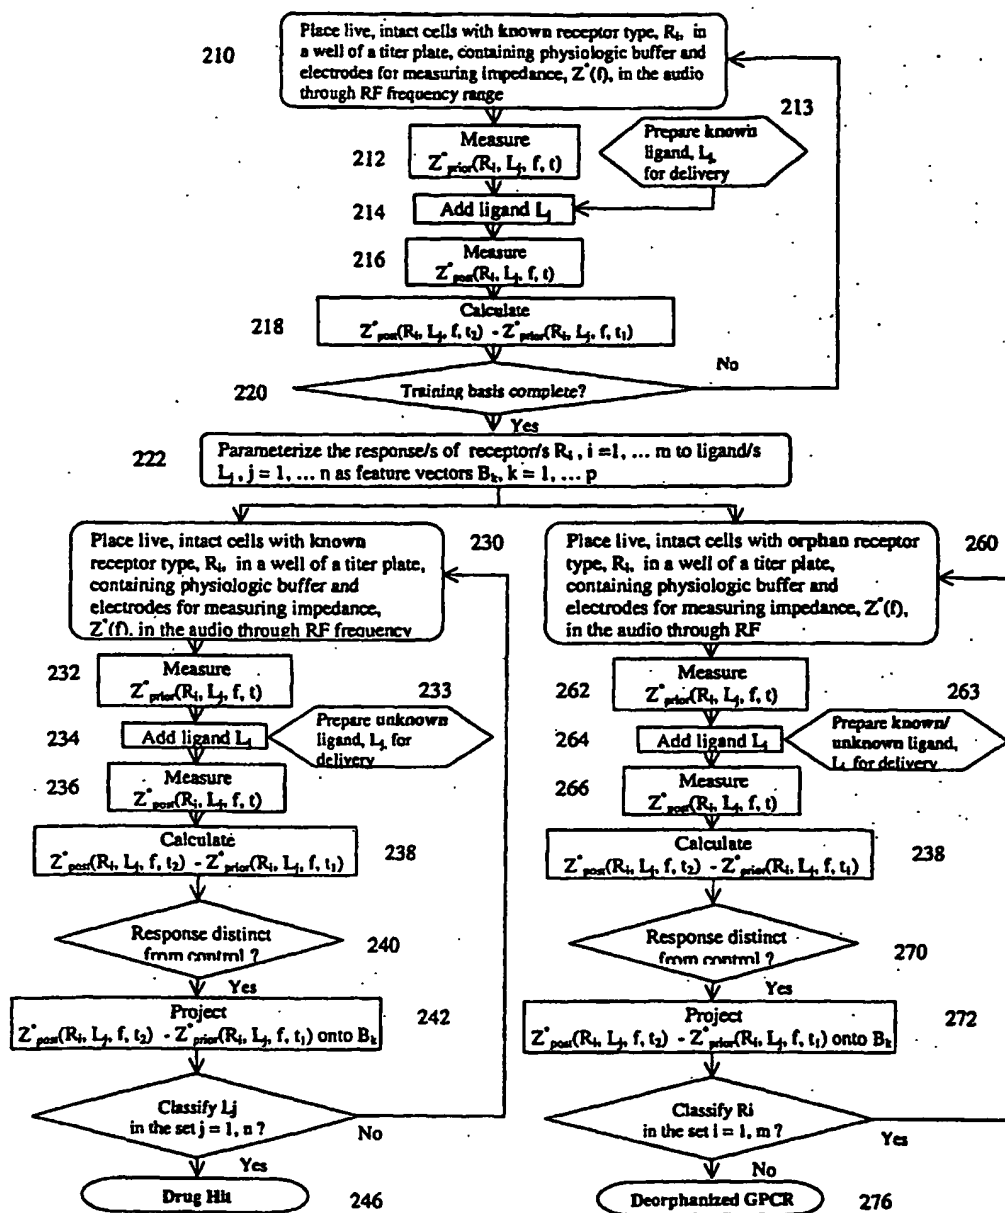 210
Place live, intact cells with known receptor type, Rᵢ, in
a well of a titer plate, containing physiologic buffer and
electrodes for measuring impedance, Z*(f), in the audio
through RF frequency range
213
Prepare known
ligand, Lⱼ,
for delivery
212
Measure
Z*prior(Rᵢ, Lⱼ, f, t)
214
Add ligand Lⱼ
216
Measure
Z*post(Rᵢ, Lⱼ, f, t)
218
Calculate
Z*post(Rᵢ, Lⱼ, f, t₂) - Z*prior(Rᵢ, Lⱼ, f, t₁)
220
Training basis complete?
No
Yes
222
Parameterize the response/s of receptor/s Rᵢ, i =1, ... m to ligand/s
Lⱼ, j = 1, ... n as feature vectors Bₖ, k = 1, ... p
230
Place live, intact cells with known
receptor type, Rᵢ, in a well of a titer plate,
containing physiologic buffer and
electrodes for measuring impedance,
Z*(f), in the audio through RF frequency
232
Measure
Z*prior(Rᵢ, Lⱼ, f, t)
233
Prepare unknown
ligand, Lⱼ, for
delivery
234
Add ligand Lⱼ
236
Measure
Z*post(Rᵢ, Lⱼ, f, t)
Calculate
Z*post(Rᵢ, Lⱼ, f, t₂) - Z*prior(Rᵢ, Lⱼ, f, t₁)
238
Response distinct
from control ?
240
Yes
Project
Z*post(Rᵢ, Lⱼ, f, t₂) - Z*prior(Rᵢ, Lⱼ, f, t₁) onto Bₖ
242
Classify Lj
in the set j = 1, n ?
No
Yes
Drug Hit
246
260
Place live, intact cells with orphan receptor
type, Rᵢ, in a well of a titer plate,
containing physiologic buffer and
electrodes for measuring impedance, Z*(f),
in the audio through RF
262
Measure
Z*prior(Rᵢ, Lⱼ, f, t)
263
Prepare known/
unknown ligand,
Lⱼ for delivery
264
Add ligand Lⱼ
266
Measure
Z*post(Rᵢ, Lⱼ, f, t)
Calculate
Z*post(Rᵢ, Lⱼ, f, t₂) - Z*prior(Rᵢ, Lⱼ, f, t₁)
238
Response distinct
from control ?
270
Yes
Project
Z*post(Rᵢ, Lⱼ, f, t₂) - Z*prior(Rᵢ, Lⱼ, f, t₁) onto Bₖ
272
Classify Ri
in the set i = 1, m ?
Yes
No
Deorphanized GPCR
276